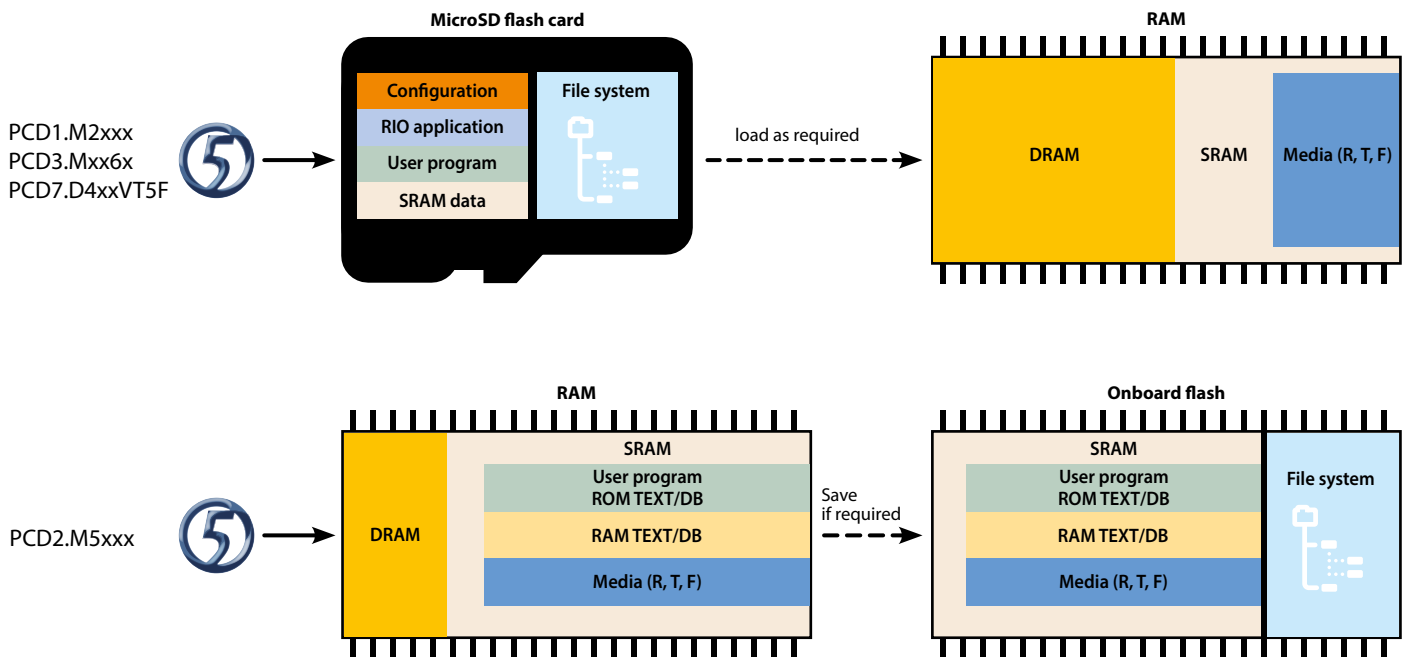 MicroSD flash card
RAM
PCD1.M2xxx
PCD3.Mxx6x
PCD7.D4xxVT5F
5
Configuration
RIO application
User program
SRAM data
File system
load as required
DRAM
SRAM
Media (R, T, F)
RAM
Onboard flash
PCD2.M5xxx
5
DRAM
SRAM
User program
ROM TEXT/DB
RAM TEXT/DB
Media (R, T, F)
Save
if required
SRAM
User program
ROM TEXT/DB
RAM TEXT/DB
Media (R, T, F)
File system